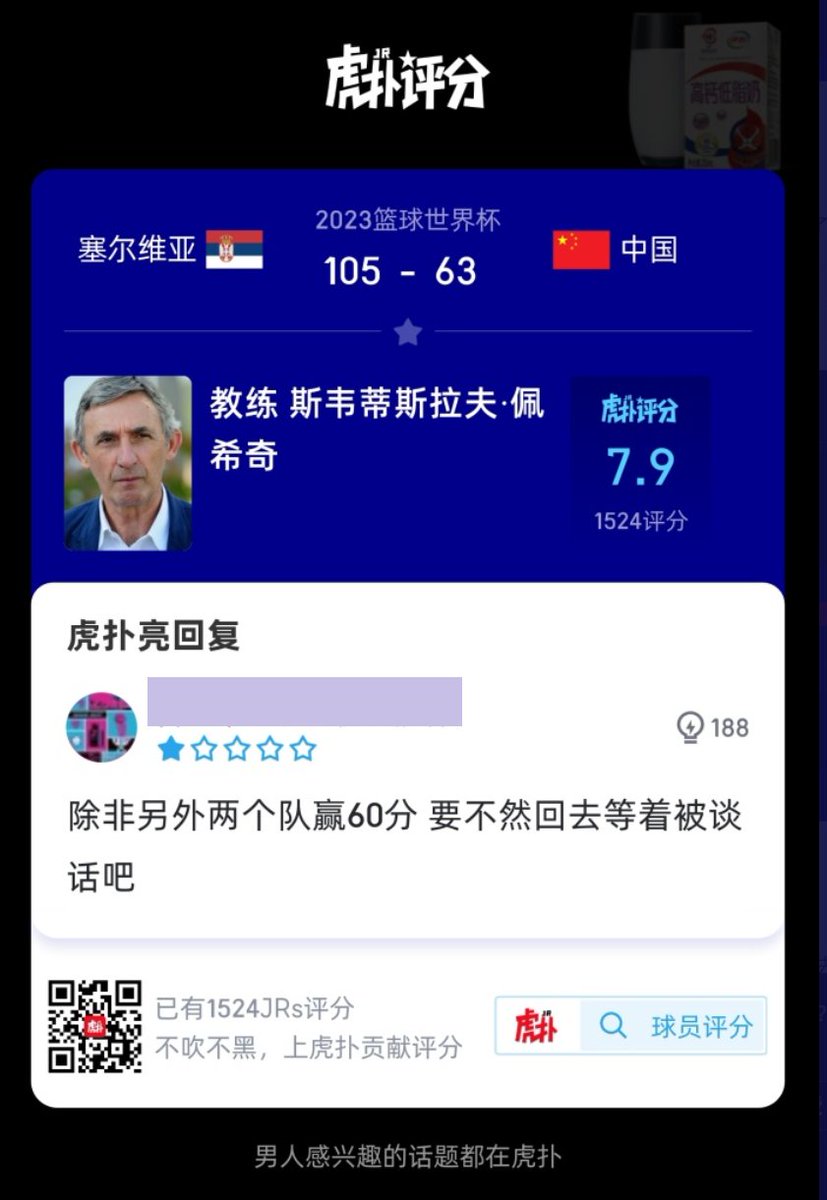 虎扑评分
JR
高钙低脂奶
2023篮球世界杯
塞尔维亚
105 - 63
中国
教练 斯韦蒂斯拉夫·佩
希奇
虎扑评分
7.9
1524评分
虎扑亮回复
188
除非另外两个队赢60分 要不然回去等着被谈
话吧
已有1524JRs评分
不吹不黑，上虎扑贡献评分
虎扑
虎扑
JR
球员评分
男人感兴趣的话题都在虎扑